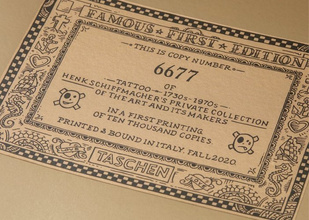 FAMOUS FIRST EDITION
THIS IS COPY NUMBER
6677
OF
TATTOO. 1730s-1970s
HENK SCHIFFMACHER'S PRIVATE COLLECTION
OF THE ART AND ITS MAKERS
IN A FIRST PRINTING
OF TEN THOUSAND COPIES
PRINTED & BOUND IN ITALY, FALL 2020.
TASCHEN